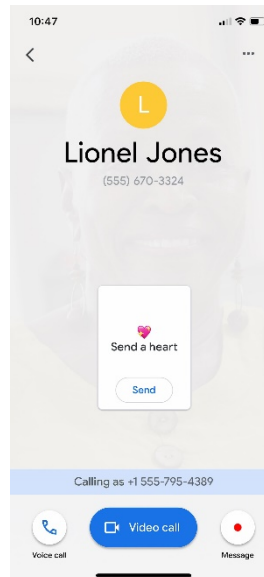 10:47
L
Lionel Jones
(555) 670-3324
Send a heart
Send
Calling as +1 555-795-4389
Video call
Voice call
Message